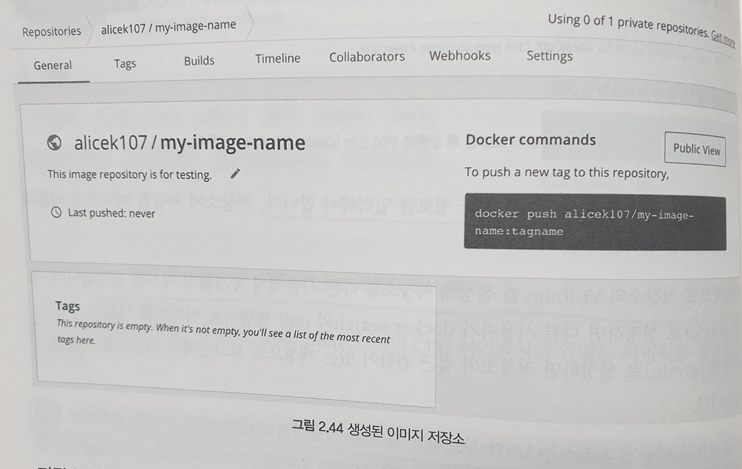 Repositories alicek107 / my-image-name Using 0 of 1 private repositories. Get more
General Tags Builds Timeline Collaborators Webhooks Settings
alicek107 / my-image-name
This image repository is for testing.
Last pushed: never
Docker commands
Public View
To push a new tag to this repository,
docker push alicek107/my-image-
name:tagname
Tags
This repository is empty. When it's not empty, you'll see a list of the most recent
tags here.
그림 2.44 생성된 이미지 저장소